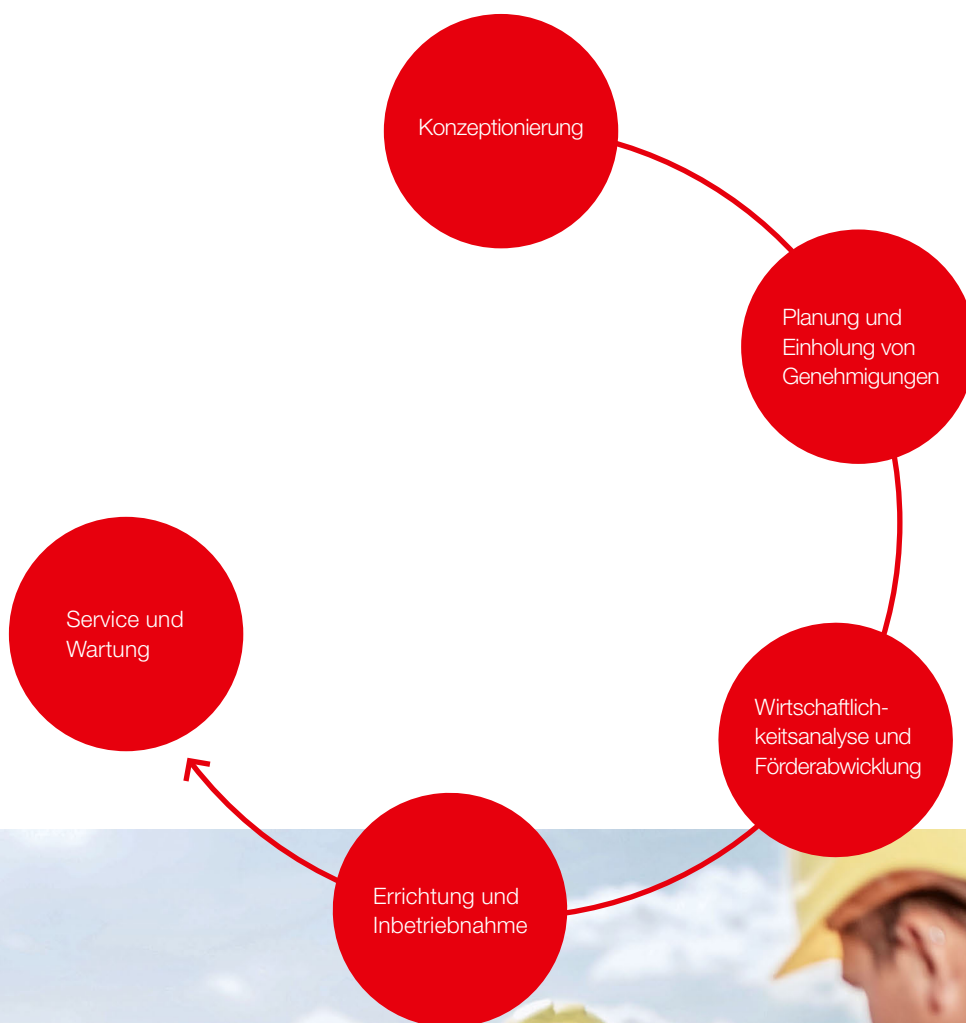 Konzeptionierung
Planung und
Einholung von
Genehmigungen
Wirtschaftlich-
keitsanalyse und
Förderabwicklung
Errichtung und
Inbetriebnahme
Service und
Wartung